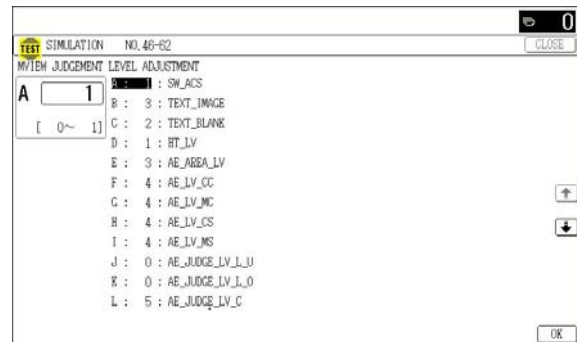 0
TEST SIMULATION NO.46-62
CLOSE
MVIEW JUDGEMENT LEVEL ADJUSTMENT
A 1
[ 0~ 1]
A : 1 : SW_ACS
B : 3 : TEXT_IMAGE
C : 2 : TEXT_BLANK
D : 1 : HT_LV
E : 3 : AE_AREA_LV
F : 4 : AE_LV_CC
G : 4 : AE_LV_MC
H : 4 : AE_LV_CS
I : 4 : AE_LV_MS
J : 0 : AE_JUDGE_LV_L_U
K : 0 : AE_JUDGE_LV_L_O
L : 5 : AE_JUDGE_LV_C
OK